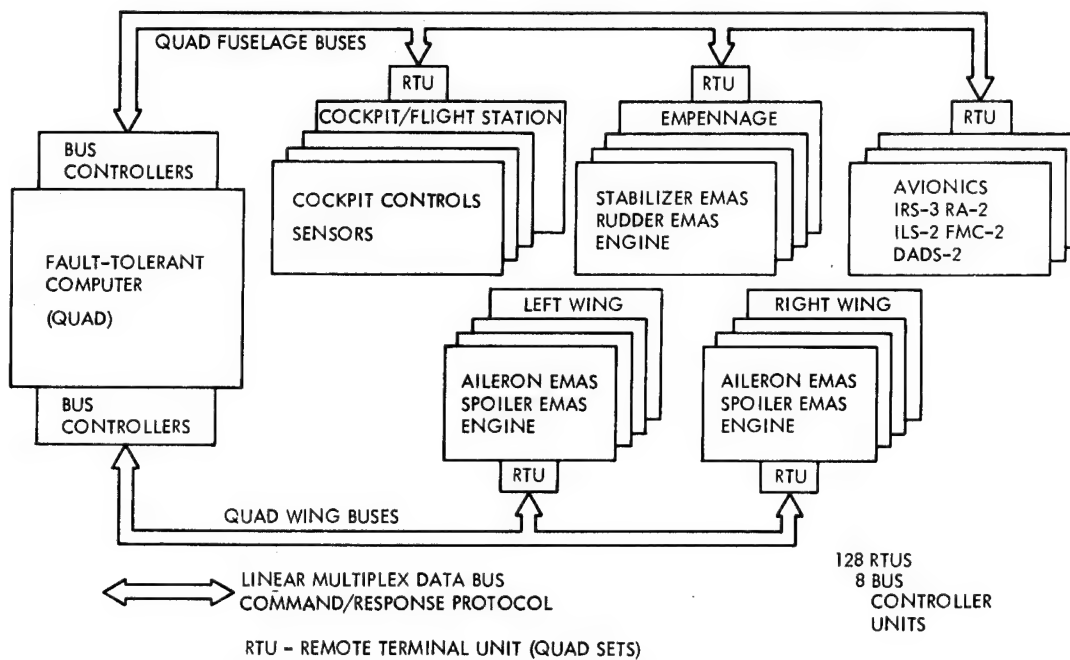 QUAD FUSELAGE BUSES
RTU
RTU
RTU
COCKPIT/FLIGHT STATION
COCKPIT CONTROLS
SENSORS
EMPENNAGE
STABILIZER EMAS
RUDDER EMAS
ENGINE
AVIONICS
IRS-3 RA-2
ILS-2 FMC-2
DADS-2
BUS
CONTROLLERS
FAULT-TOLERANT
COMPUTER
(QUAD)
BUS
CONTROLLERS
LEFT WING
AILERON EMAS
SPOILER EMAS
ENGINE
RTU
RIGHT WING
AILERON EMAS
SPOILER EMAS
ENGINE
RTU
QUAD WING BUSES
LINEAR MULTIPLEX DATA BUS
COMMAND/RESPONSE PROTOCOL
RTU - REMOTE TERMINAL UNIT (QUAD SETS)
128 RTUS
8 BUS
CONTROLLER
UNITS